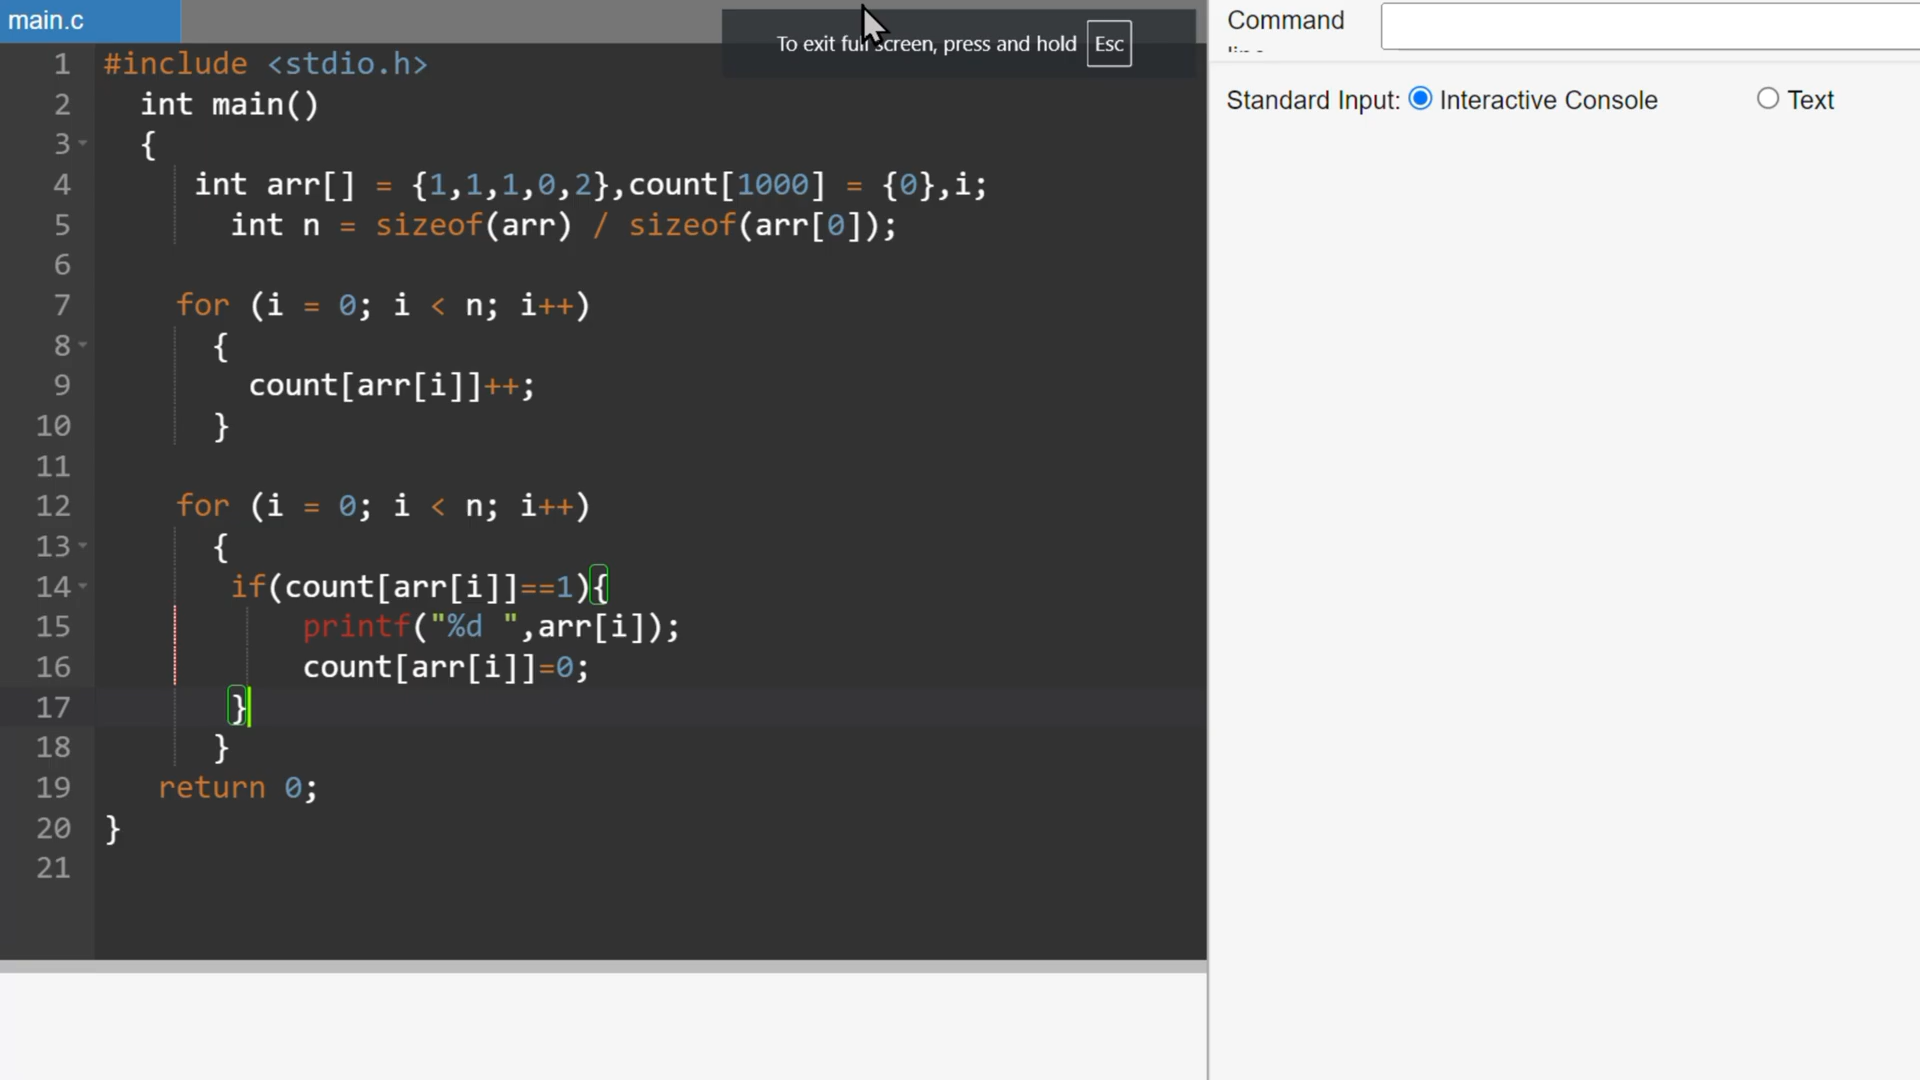 main.c
To exit full screen, press and hold Esc
Command
Standard Input: Interactive Console Text
1 #include <stdio.h>
2 int main()
3 {
4 int arr[] = {1,1,1,0,2},count[1000] = {0},i;
5 int n = sizeof(arr) / sizeof(arr[0]);
6
7 for (i = 0; i < n; i++)
8 {
9 count[arr[i]]++;
10 }
11
12 for (i = 0; i < n; i++)
13 {
14 if(count[arr[i]]==1){
15 printf("%d ",arr[i]);
16 count[arr[i]]=0;
17 }
18 }
19 return 0;
20 }
21